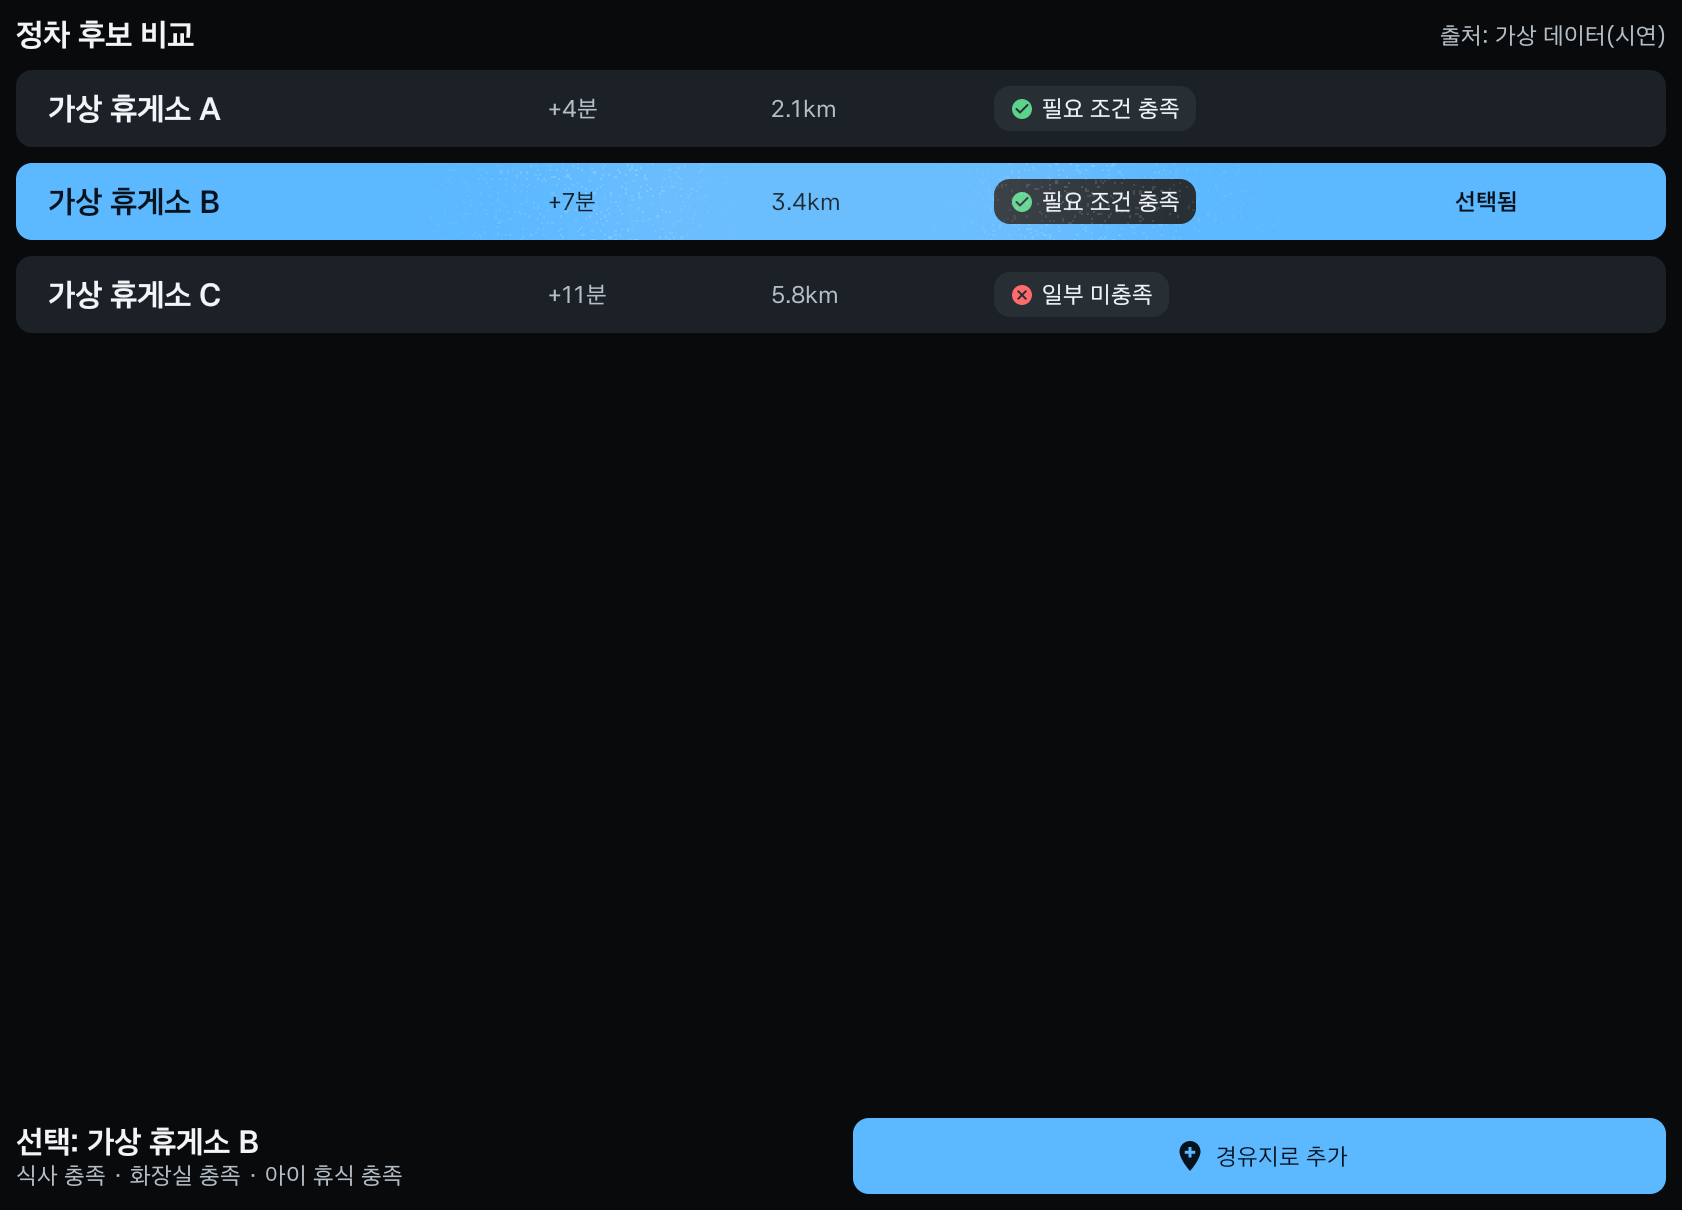 정차 후보 비교
출처: 가상 데이터(시연)
가상 휴게소 A +4분 2.1km 필요 조건 충족
가상 휴게소 B +7분 3.4km 필요 조건 충족 선택됨
가상 휴게소 C +11분 5.8km 일부 미충족
선택: 가상 휴게소 B
식사 충족 · 화장실 충족 · 아이 휴식 충족
경유지로 추가